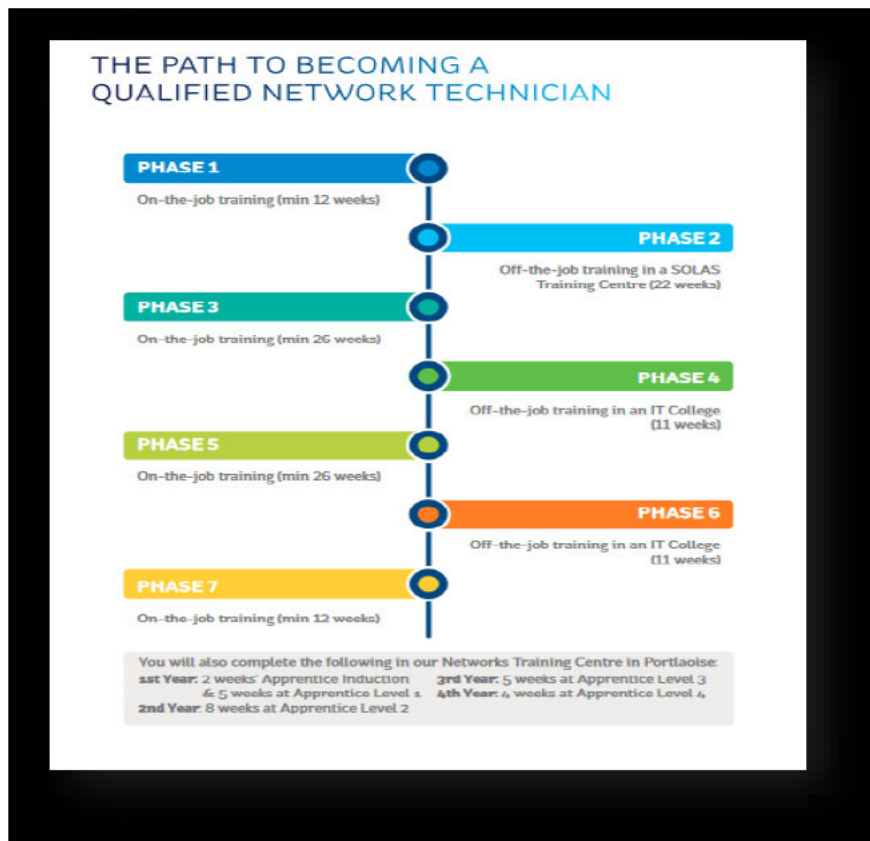 THE PATH TO BECOMING A
QUALIFIED NETWORK TECHNICIAN
PHASE 1
On-the-job training (min 12 weeks)
PHASE 2
Off-the-job training in a SOLAS
Training Centre (22 weeks)
PHASE 3
On-the-job training (min 26 weeks)
PHASE 4
Off-the-job training in an IT College
(11 weeks)
PHASE 5
On-the-job training (min 26 weeks)
PHASE 6
Off-the-job training in an IT College
(11 weeks)
PHASE 7
On-the-job training (min 12 weeks)
You will also complete the following in our Networks Training Centre in Portlaoise:
1st Year: 2 weeks' Apprentice Induction
& 5 weeks at Apprentice Level 1
2nd Year: 8 weeks at Apprentice Level 2
3rd Year: 5 weeks at Apprentice Level 3
4th Year: 4 weeks at Apprentice Level 4